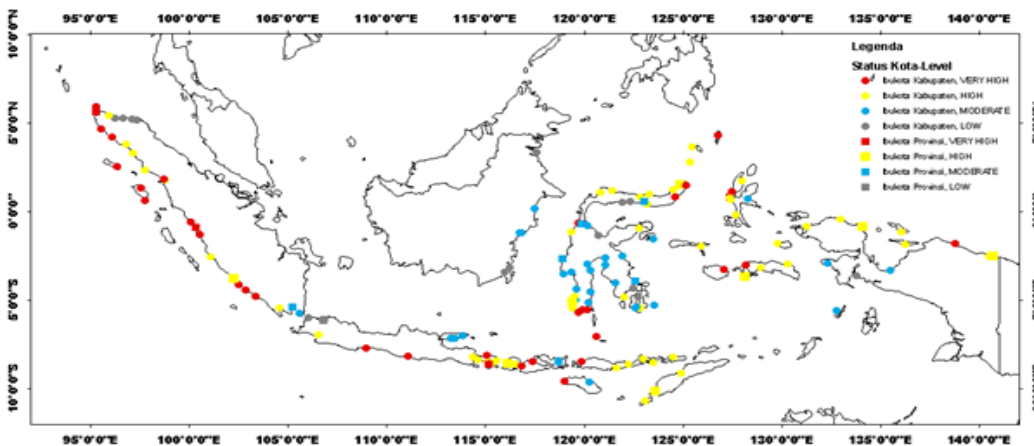 95°0'0"E 100°0'0"E 105°0'0"E 110°0'0"E 115°0'0"E 120°0'0"E 125°0'0"E 130°0'0"E 135°0'0"E 140°0'0"E
10°0'0"N
Legenda
Status Kota-Level
Ibukota Kabupaten, VERY HIGH
Ibukota Kabupaten, HIGH
5°0'0"N
Ibukota Kabupaten, MODERATE
Ibukota Kabupaten, LOW
Ibukota Provinsi, VERY HIGH
Ibukota Provinsi, HIGH
Ibukota Provinsi, MODERATE
Ibukota Provinsi, LOW
0°0'0"
5°0'0"S
10°0'0"S
95°0'0"E 100°0'0"E 105°0'0"E 110°0'0"E 115°0'0"E 120°0'0"E 125°0'0"E 130°0'0"E 135°0'0"E 140°0'0"E